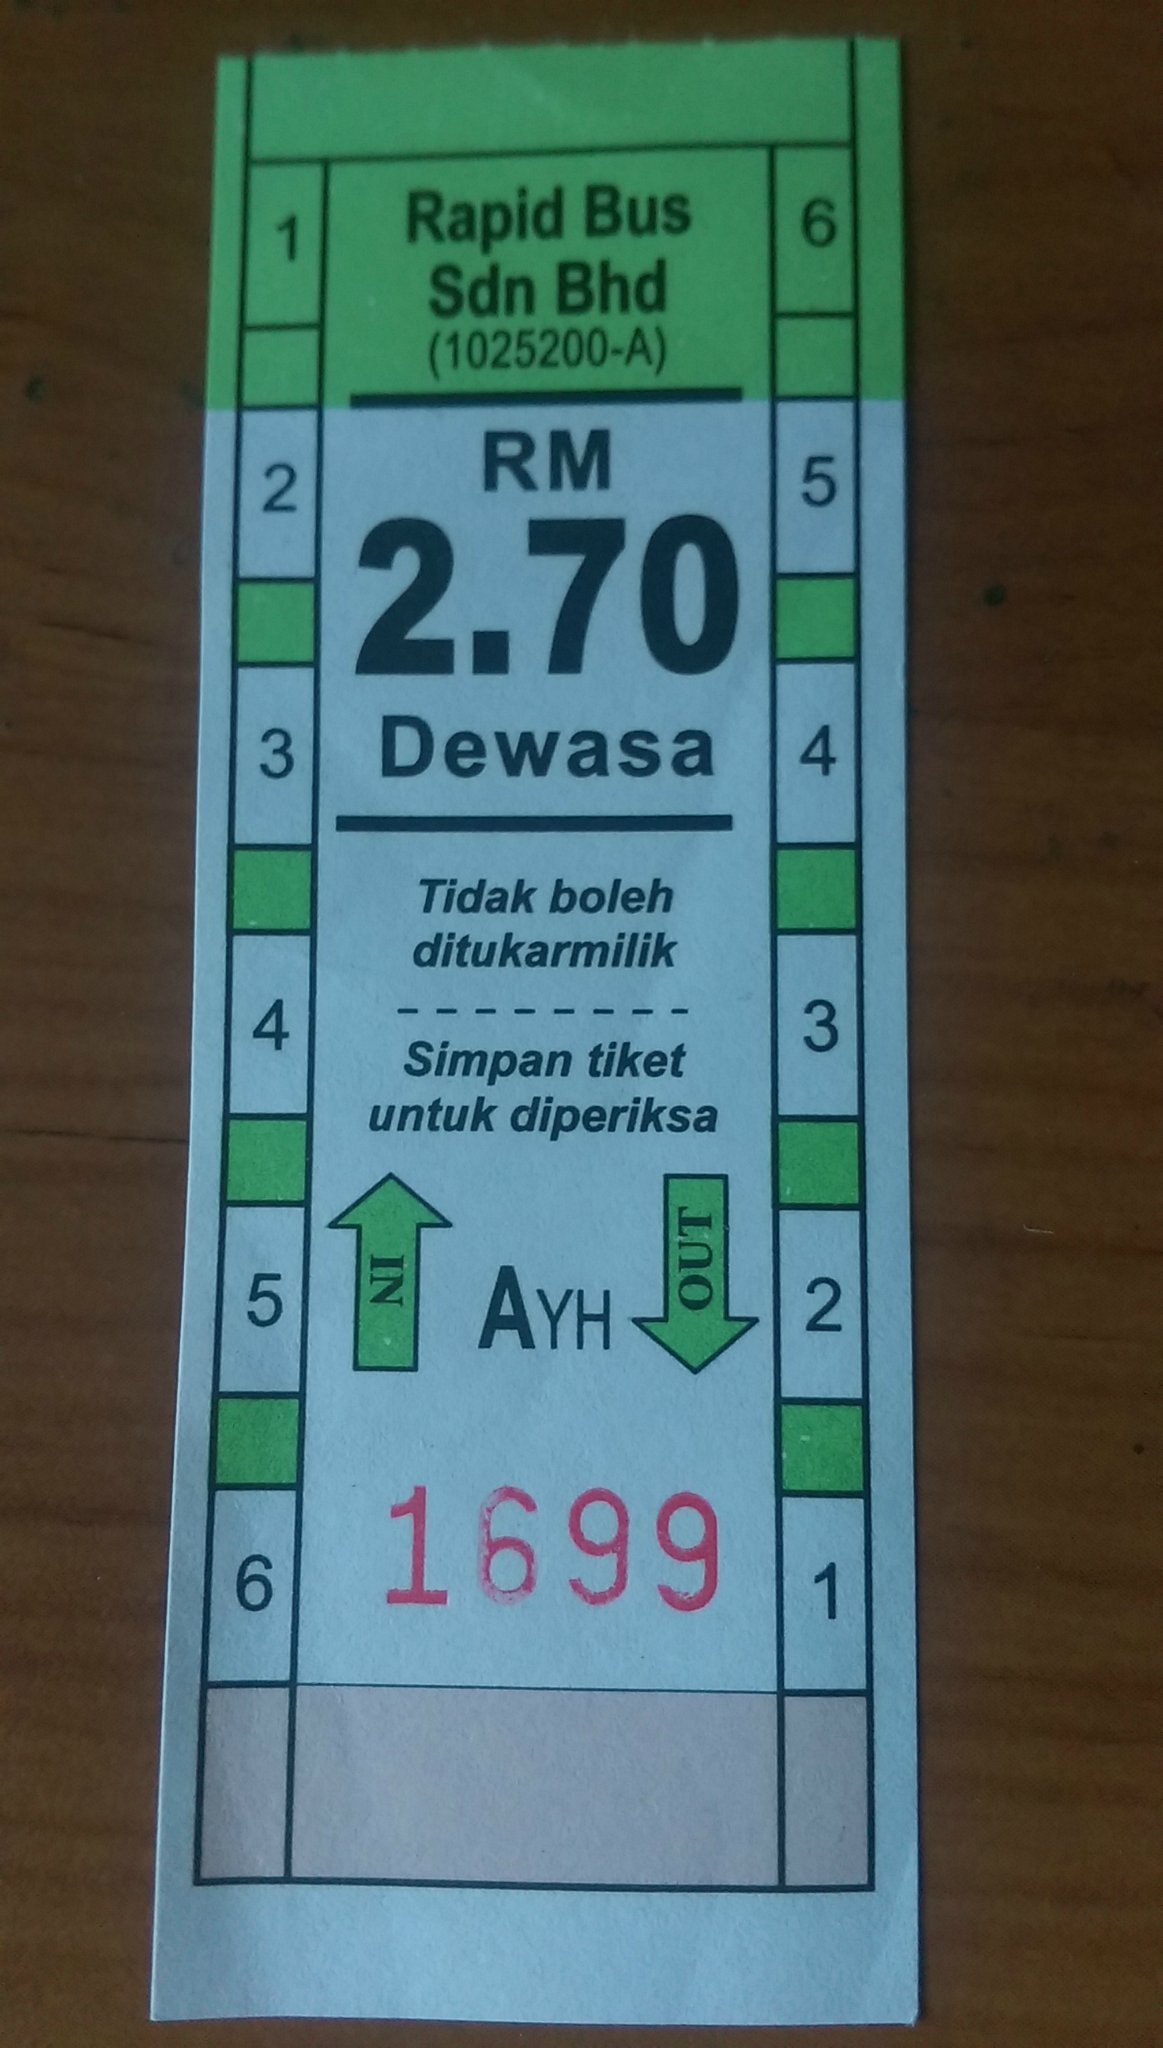 1
6
Rapid Bus
Sdn Bhd
(1025200-A)
2
5
RM
2.70
3
4
Dewasa
Tidak boleh
ditukarmilik
4
3
Simpan tiket
untuk diperiksa
IN
OUT
5
AYH
2
1699
6
1